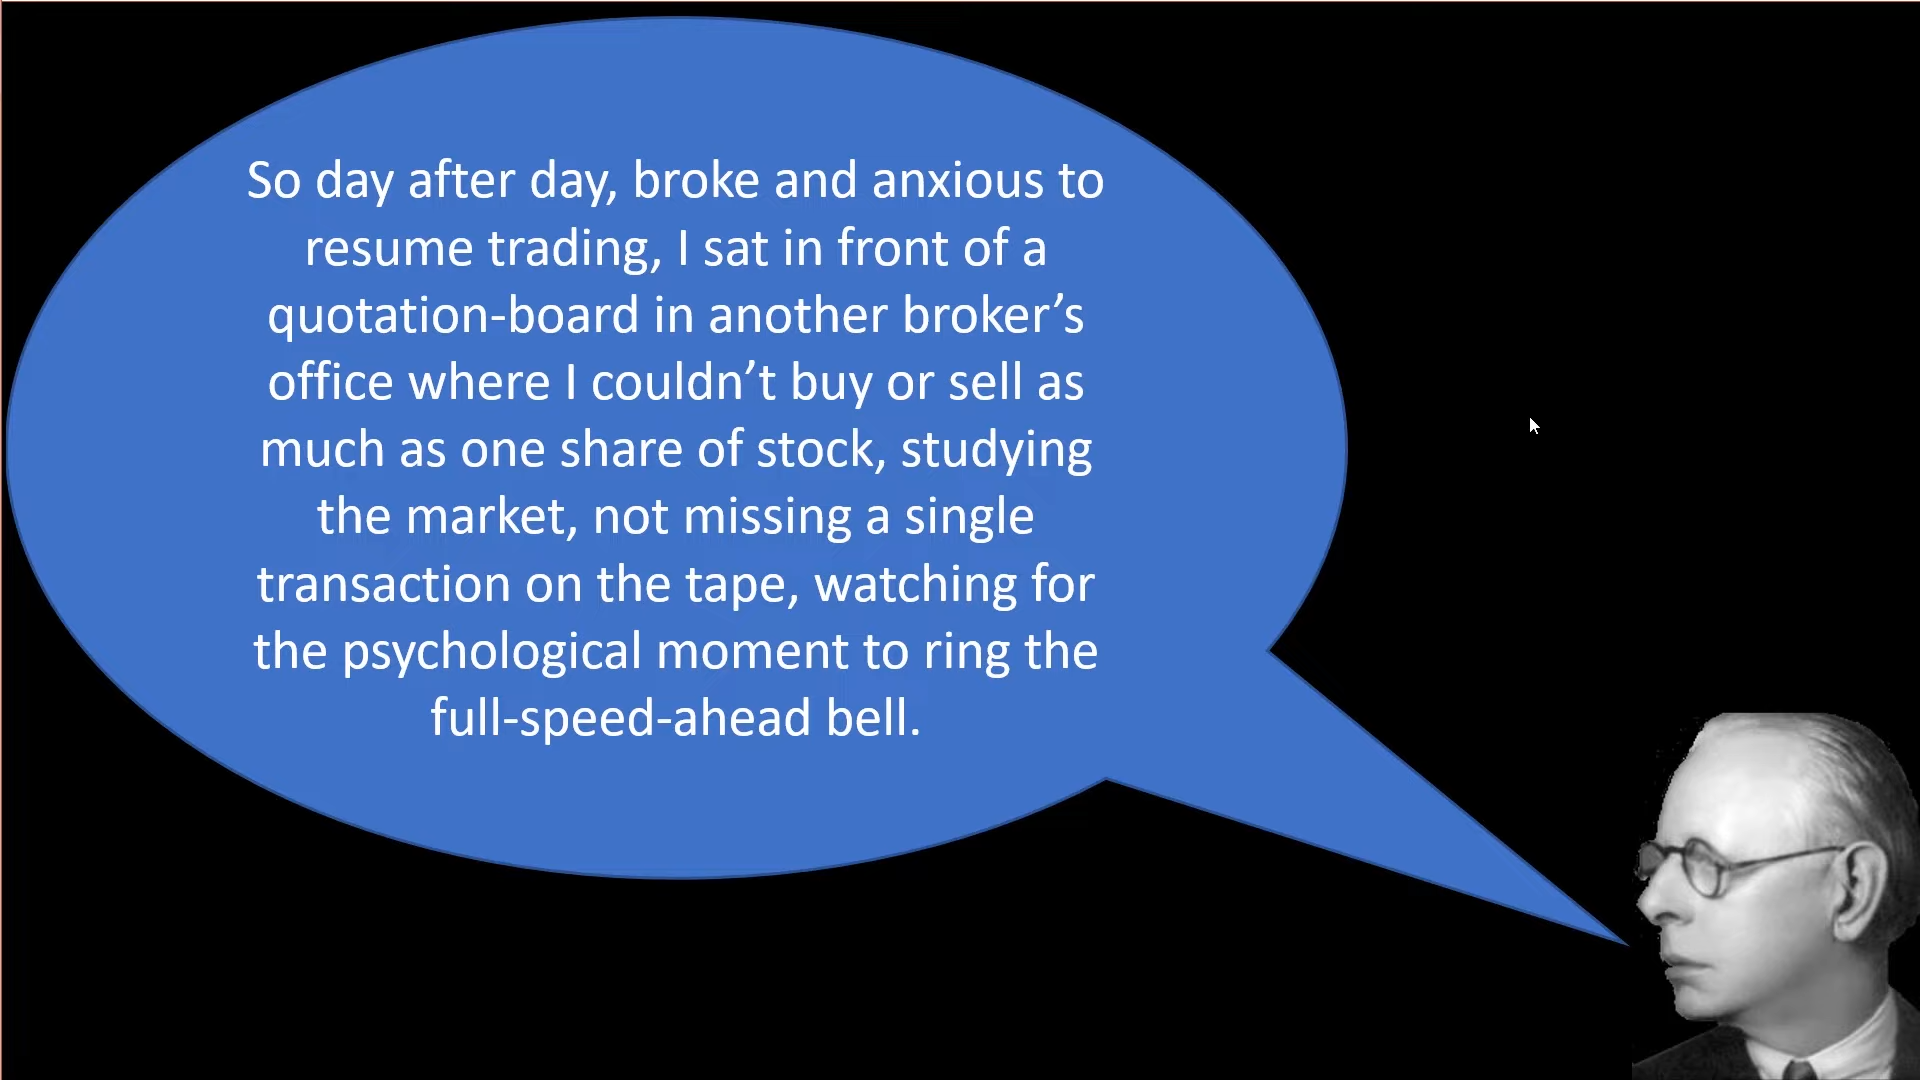 So day after day, broke and anxious to
resume trading, I sat in front of a
quotation-board in another broker’s
office where I couldn’t buy or sell as
much as one share of stock, studying
the market, not missing a single
transaction on the tape, watching for
the psychological moment to ring the
full-speed-ahead bell.